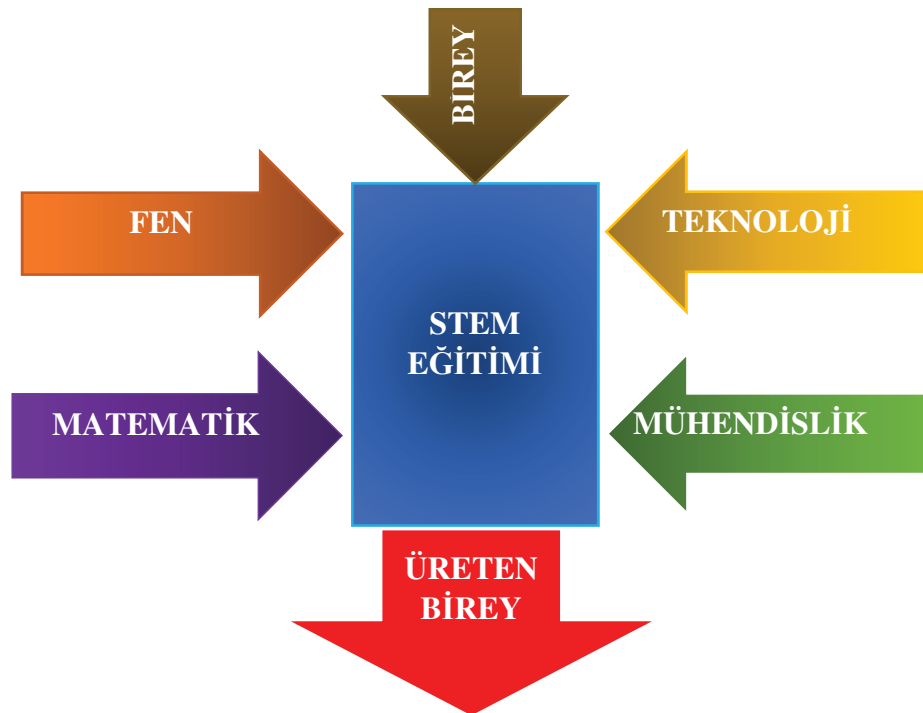 BİREY
FEN
TEKNOLOJİ
STEM
EĞİTİMİ
MATEMATİK
MÜHENDİSLİK
ÜRETEN
BİREY